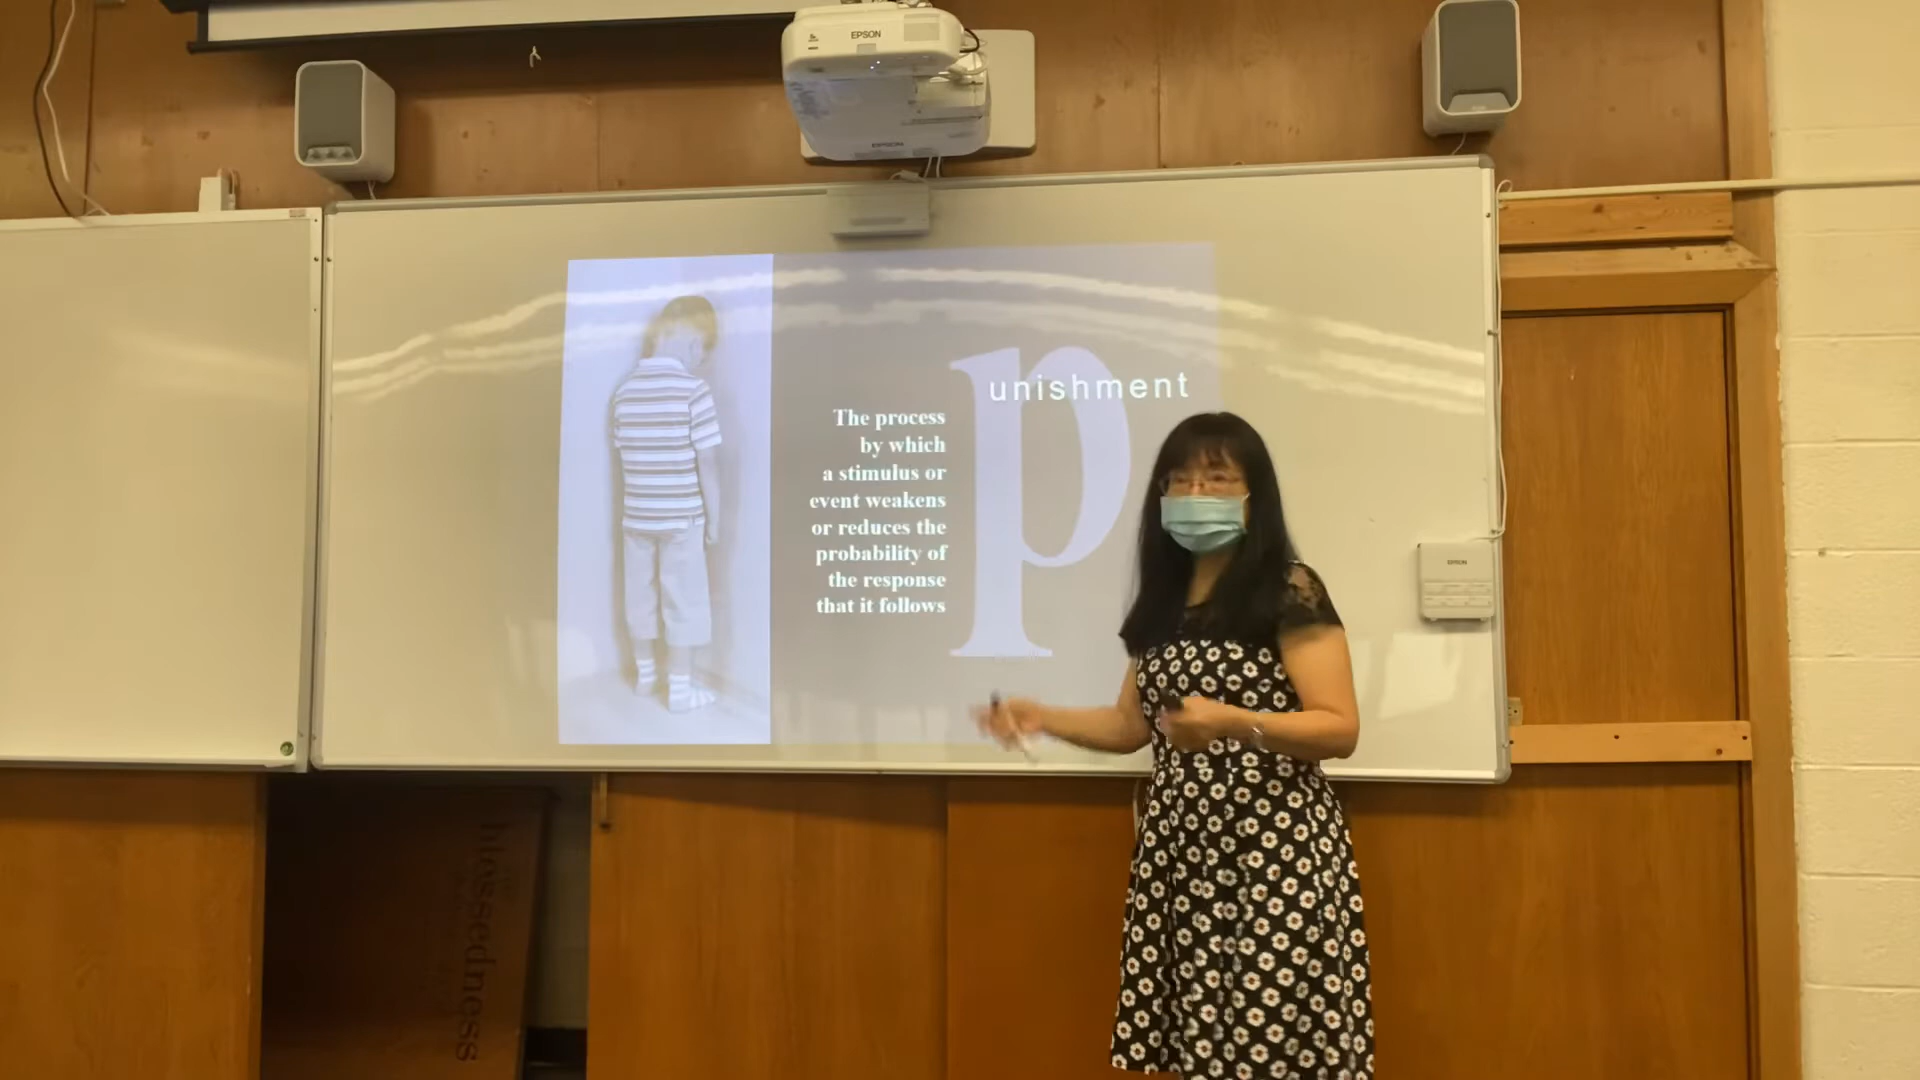 EPSON
EPSON
punishment
The process
by which
a stimulus or
event weakens
or reduces the
probability of
the response
that it follows
EPSON
blessedness